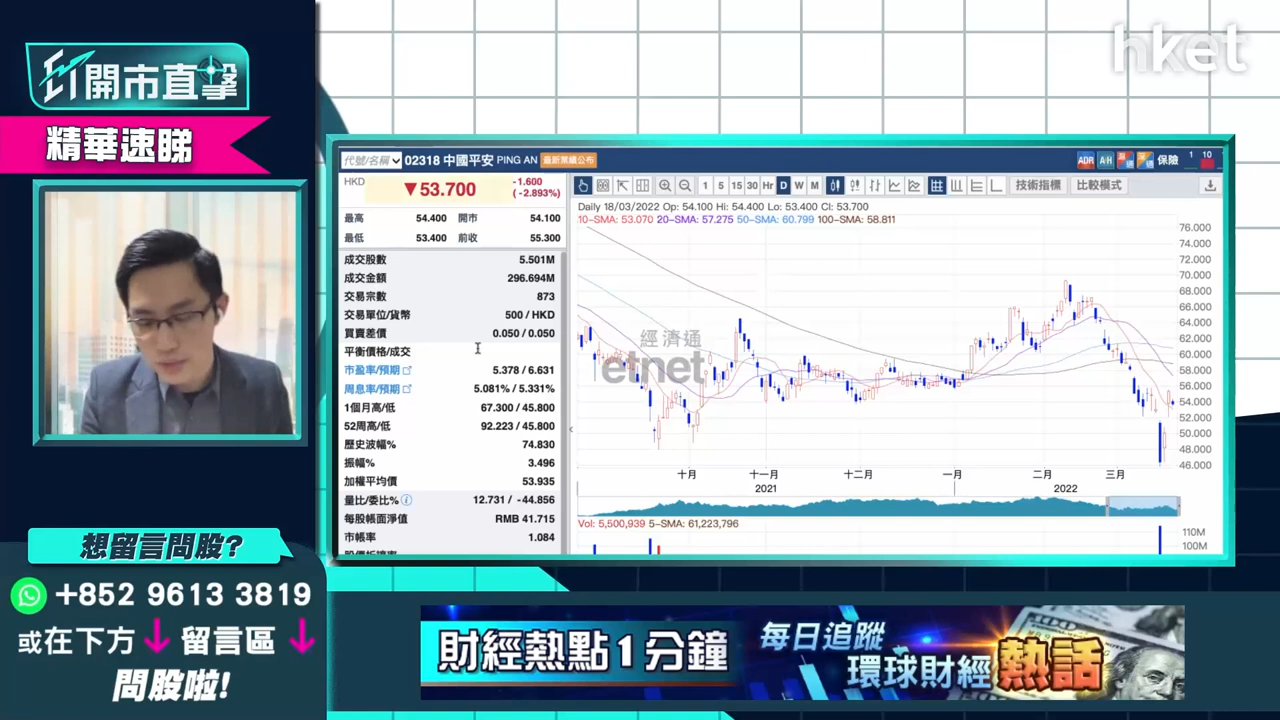 hket
ET開市直擊
精華速睇
想留言問股?
+852 9613 3819
或在下方 留言區
問股啦!
代號/名稱 02318 中國平安 PING AN 最新業績公布
ADR A-H 保險 1 10
HKD ▼53.700 -1.600
( -2.893%)
最高 54.400 開市 54.100
最低 53.400 前收 55.300
成交股數 5.501M
成交金額 296.694M
交易宗數 873
交易單位/貨幣 500 / HKD
買賣差價 0.050 / 0.050
平衡價格/成交
市盈率/預期 5.378 / 6.631
周息率/預期 5.081% / 5.331%
1個月高/低 67.300 / 45.800
52周高/低 92.223 / 45.800
歷史波幅% 74.830
振幅% 3.496
加權平均價 53.935
量比/委比% 12.731 / -44.856
每股帳面淨值 RMB 41.715
市帳率 1.084
1 5 15 30 Hr D W M 技術指標 比較模式
Daily 18/03/2022 Op: 54.100 Hi: 54.400 Lo: 53.400 Cl: 53.700
10-SMA: 53.070 20-SMA: 57.275 50-SMA: 60.799 100-SMA: 58.811
經濟通
etnet
76.000
74.000
72.000
70.000
68.000
66.000
64.000
62.000
60.000
58.000
56.000
54.000
52.000
50.000
48.000
46.000
十月 十一月 十二月 一月 二月 三月
2021 2022
Vol: 5,500,939 5-SMA: 61,223,796
110M
100M
財經熱點1分鐘
每日追蹤
環球財經熱話